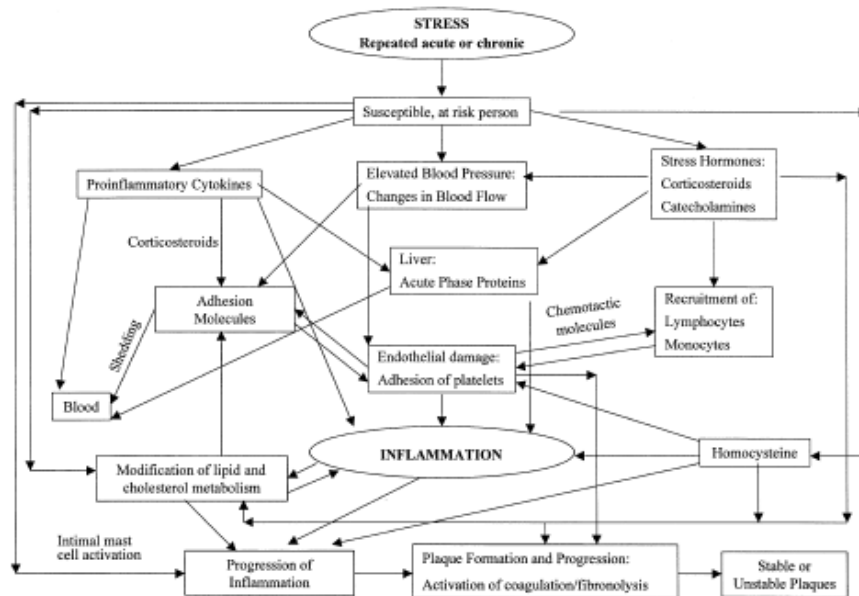 STRESS
Repeated acute or chronic
Susceptible, at risk person
Proinflammatory Cytokines
Elevated Blood Pressure:
Changes in Blood Flow
Stress Hormones:
Corticosteroids
Catecholamines
Corticosteroids
Liver:
Acute Phase Proteins
Adhesion
Molecules
Chemotactic
molecules
Recruitment of:
Lymphocytes
Monocytes
Shedding
Endothelial damage:
Adhesion of platelets
Blood
INFLAMMATION
Homocysteine
Modification of lipid and
cholesterol metabolism
Intimal mast
cell activation
Progression of
Inflammation
Plaque Formation and Progression:
Activation of coagulation/fibronolysis
Stable or
Unstable Plaques